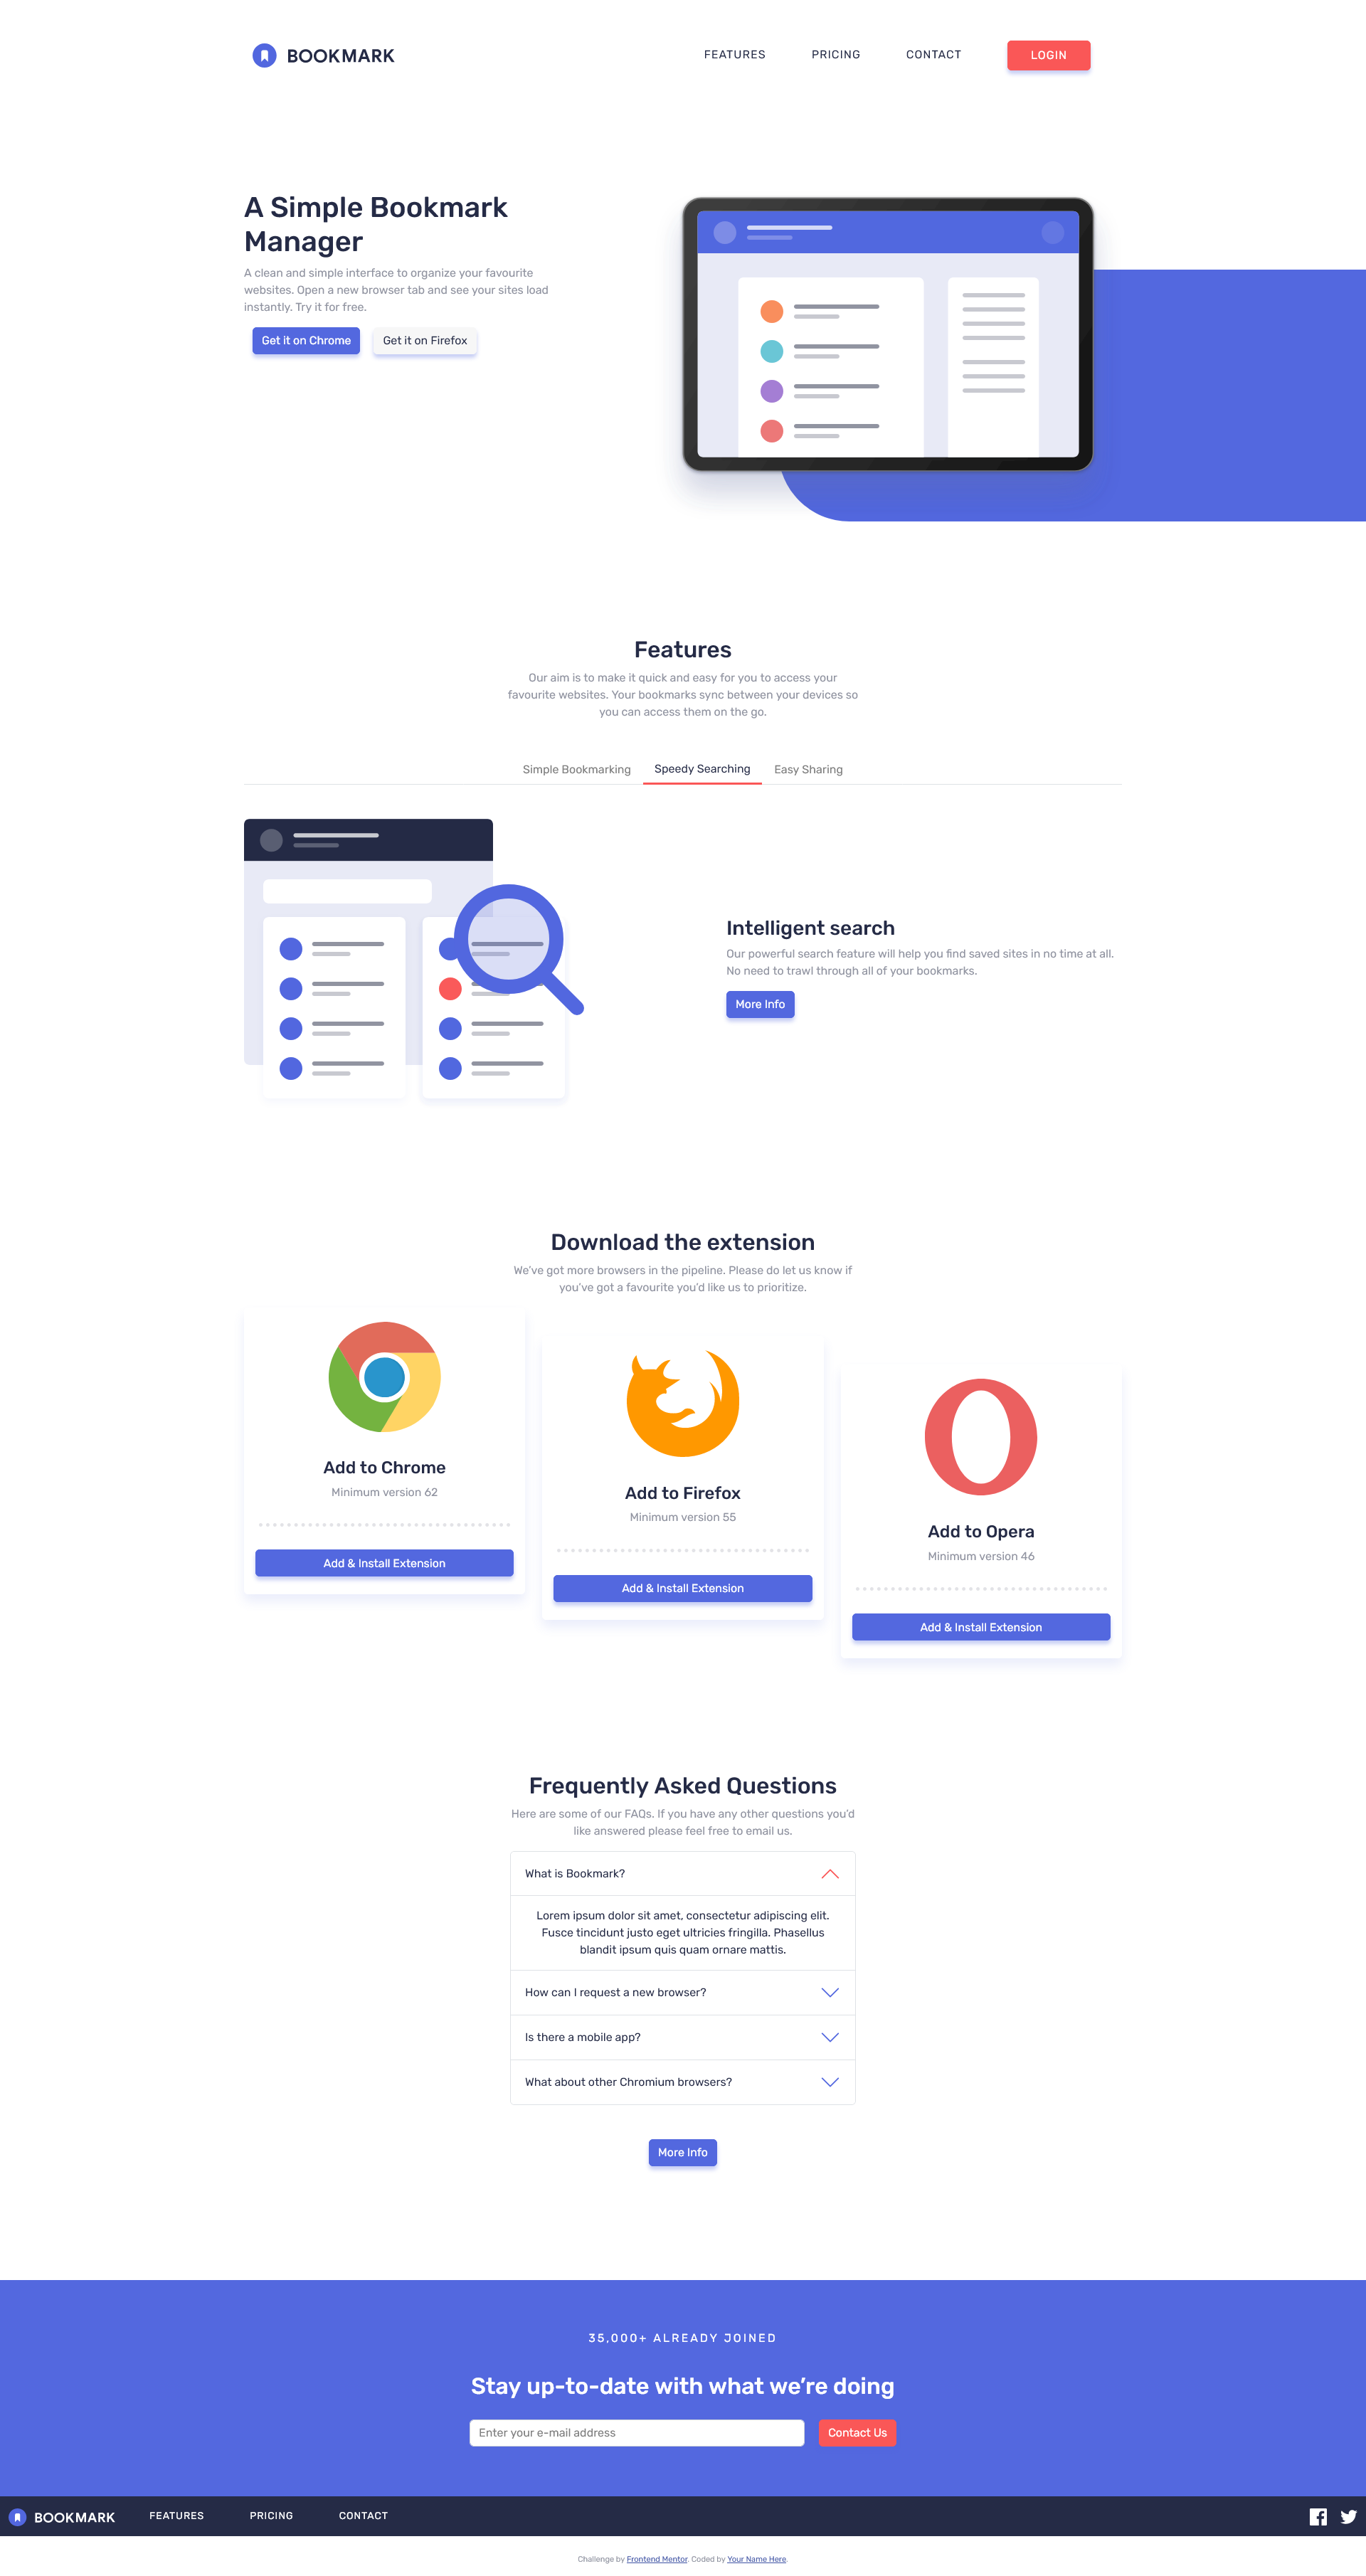 BOOKMARK
FEATURES
PRICING
CONTACT
LOGIN
A Simple Bookmark
Manager
A clean and simple interface to organize your favourite
websites. Open a new browser tab and see your sites load
instantly. Try it for free.
Get it on Chrome
Get it on Firefox
Features
Our aim is to make it quick and easy for you to access your
favourite websites. Your bookmarks sync between your devices so
you can access them on the go.
Simple Bookmarking
Speedy Searching
Easy Sharing
Intelligent search
Our powerful search feature will help you find saved sites in no time at all.
No need to trawl through all of your bookmarks.
More Info
Download the extension
We've got more browsers in the pipeline. Please do let us know if
you've got a favourite you'd like us to prioritize.
Add to Chrome
Minimum version 62
Add & Install Extension
Add to Firefox
Minimum version 55
Add & Install Extension
Add to Opera
Minimum version 46
Add & Install Extension
Frequently Asked Questions
Here are some of our FAQs. If you have any other questions you'd
like answered please feel free to email us.
What is Bookmark?
Lorem ipsum dolor sit amet, consectetur adipiscing elit.
Fusce tincidunt justo eget ultricies fringilla. Phasellus
blandit ipsum quis quam ornare mattis.
How can I request a new browser?
Is there a mobile app?
What about other Chromium browsers?
More Info
35,000+ ALREADY JOINED
Stay up-to-date with what we're doing
Enter your e-mail address
Contact Us
BOOKMARK
FEATURES
PRICING
CONTACT
Challenge by Frontend Mentor. Coded by Your Name Here.